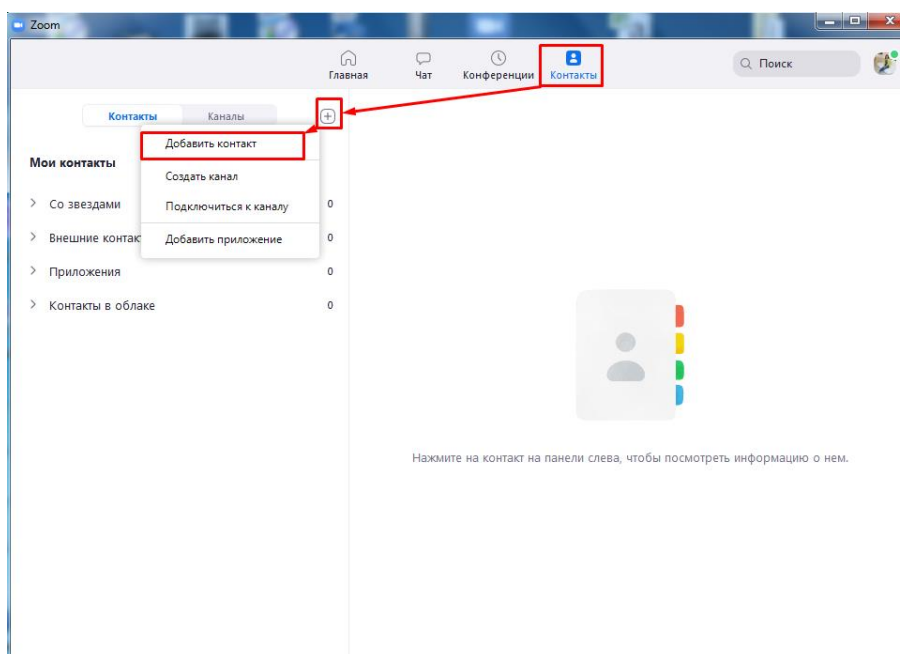 Zoom
Главная Чат Конференции Контакты Поиск
Контакты Каналы
Добавить контакт
Мои контакты
Создать канал
Со звездами 0
Подключиться к каналу
Внешние 0
Добавить приложение
Приложения 0
Контакты в облаке 0
Нажмите на контакт на панели слева, чтобы посмотреть информацию о нем.